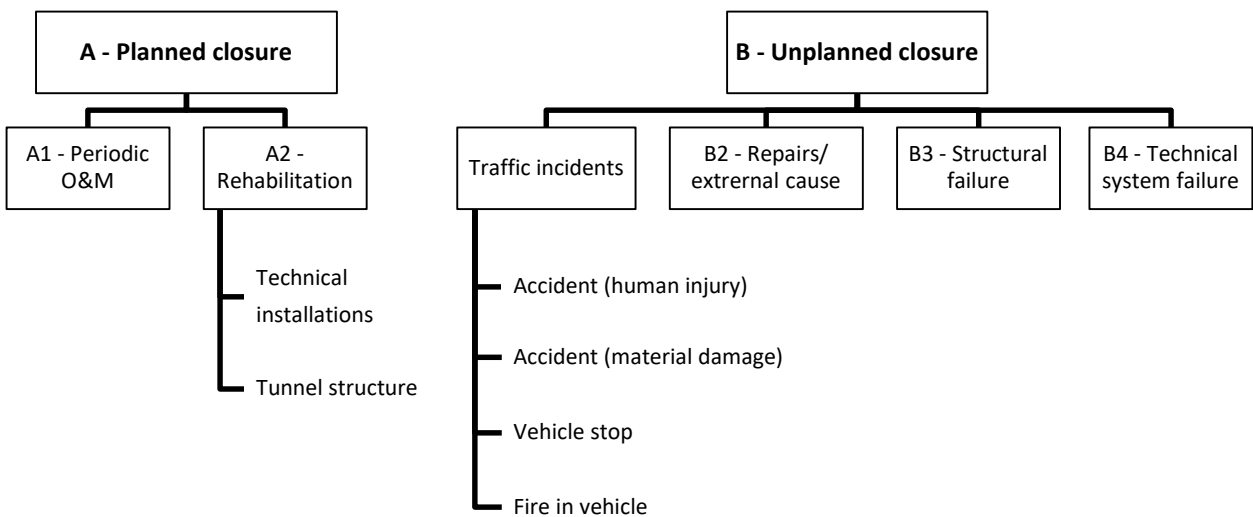 A - Planned closure
B - Unplanned closure
A1 - Periodic
O&M
A2 -
Rehabilitation
Traffic incidents
B2 - Repairs/
extrernal cause
B3 - Structural
failure
B4 - Technical
system failure
Technical
installations
Tunnel structure
Accident (human injury)
Accident (material damage)
Vehicle stop
Fire in vehicle